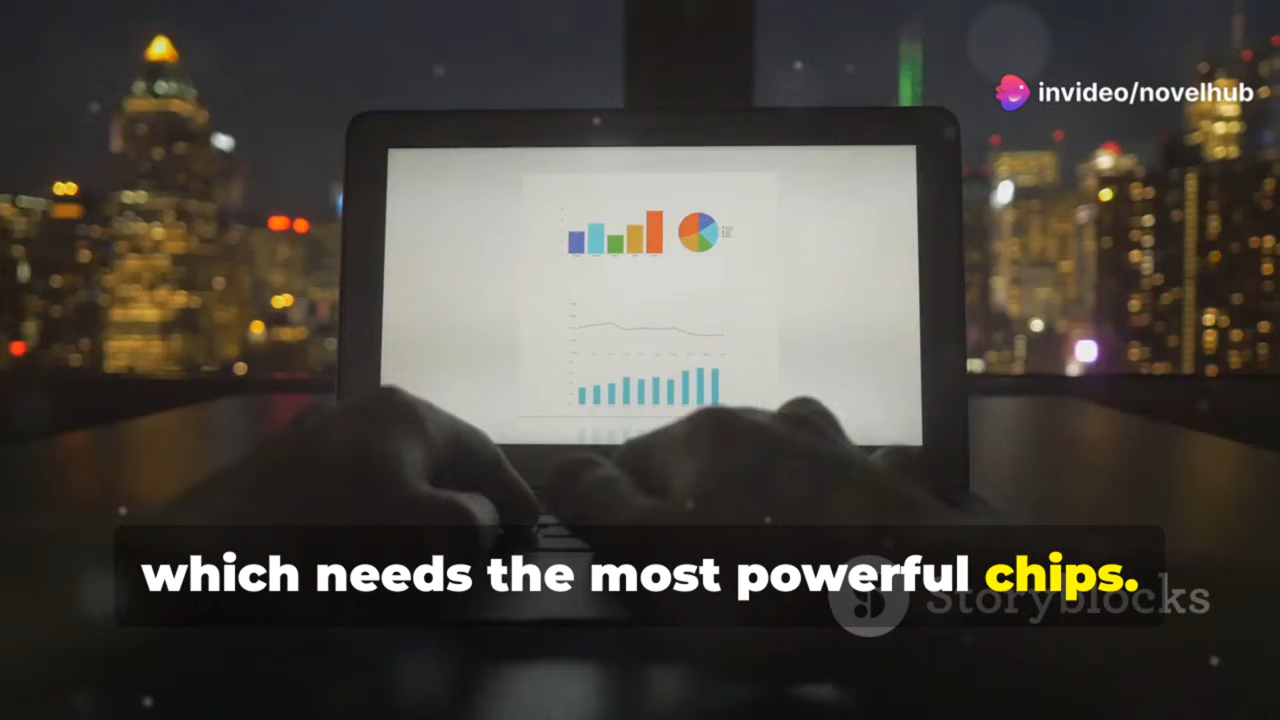 invideo/novelhub
which needs the most powerful chips.
Storyblocks